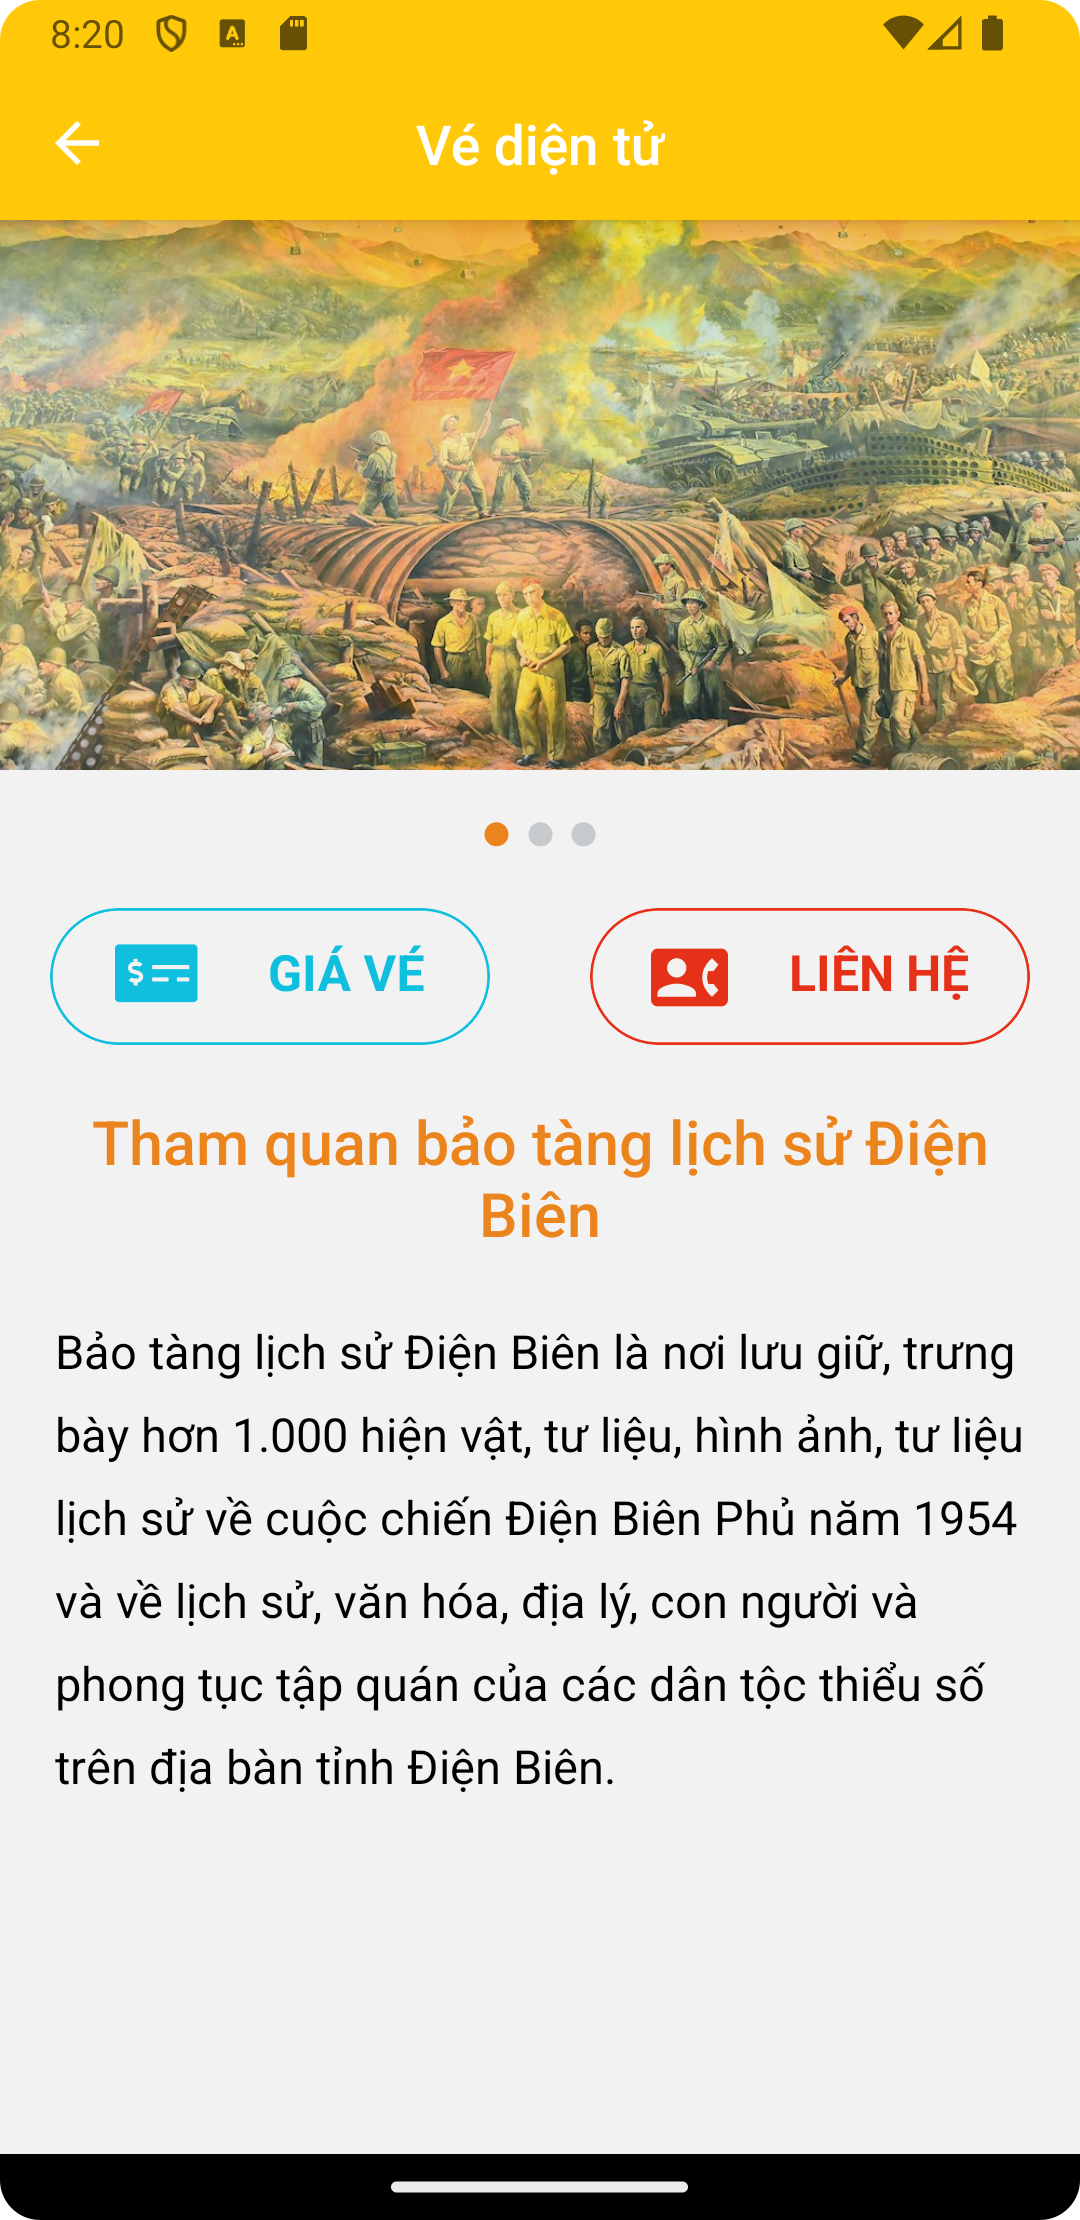 8:20
Vé diện tử
GIÁ VÉ
LIÊN HỆ
Tham quan bảo tàng lịch sử Điện
Biên
Bảo tàng lịch sử Điện Biên là nơi lưu giữ, trưng
bày hơn 1.000 hiện vật, tư liệu, hình ảnh, tư liệu
lịch sử về cuộc chiến Điện Biên Phủ năm 1954
và về lịch sử, văn hóa, địa lý, con người và
phong tục tập quán của các dân tộc thiểu số
trên địa bàn tỉnh Điện Biên.